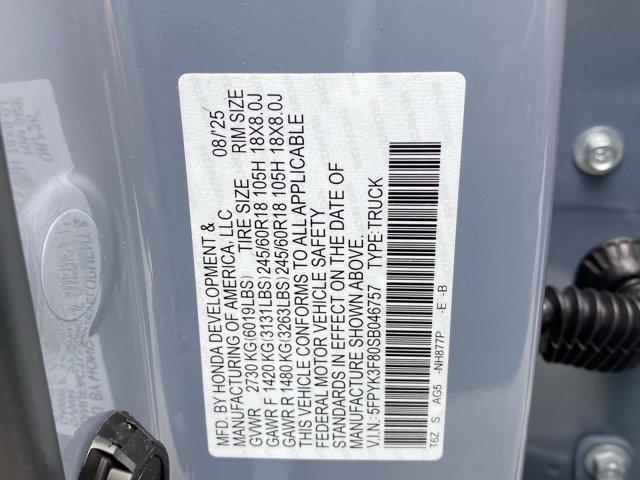 MFD. BY HONDA DEVELOPMENT & 08/'25
MANUFACTURING OF AMERICA, LLC
TIRE SIZE RIM SIZE
GVWR 2730 KG(6019LBS)
GAWR F 1420 KG(3131LBS)245/60R18 105H 18X8.0J
GAWR R 1480 KG(3263LBS)245/60R18 105H 18X8.0J
THIS VEHICLE CONFORMS TO ALL APPLICABLE
FEDERAL MOTOR VEHICLE SAFETY
STANDARDS IN EFFECT ON THE DATE OF
MANUFACTURE SHOWN ABOVE.
V.I.N.:5FPYK3F80SB046757 TYPE:TRUCK
T6Z S AG5 -NH877P -E -B